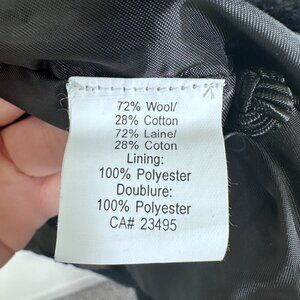 72% Wool/
28% Cotton
72% Laine/
28% Coton
Lining:
100% Polyester
Doublure:
100% Polyester
CA# 23495